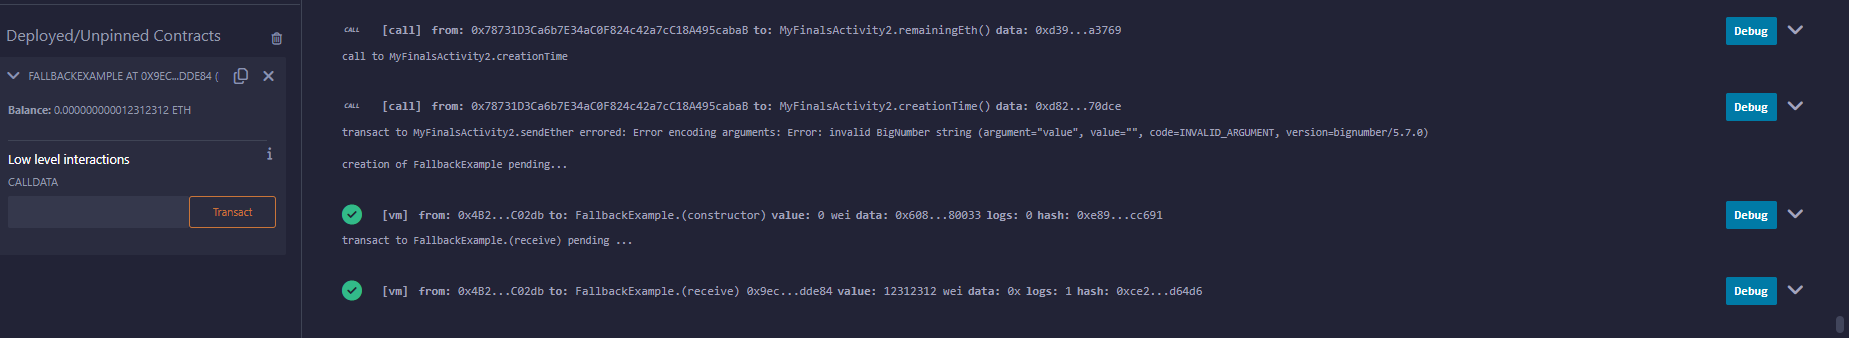 Deployed/Unpinned Contracts
FALLBACKEXAMPLE AT 0X9EC...DDE84 (
Balance: 0.000000000012312312 ETH
Low level interactions
i
CALLDATA
Transact
CALL [call] from: 0x78731D3Ca6b7E34aC0F824c42a7cC18A495cabaB to: MyFinalsActivity2.remainingEth() data: 0xd39...a3769
Debug
call to MyFinalsActivity2.creationTime
CALL [call] from: 0x78731D3Ca6b7E34aC0F824c42a7cC18A495cabaB to: MyFinalsActivity2.creationTime() data: 0xd82...70dce
Debug
transact to MyFinalsActivity2.sendEther errored: Error encoding arguments: Error: invalid BigNumber string (argument="value", value="", code=INVALID_ARGUMENT, version=bignumber/5.7.0)
creation of FallbackExample pending...
[vm] from: 0x4B2...C02db to: FallbackExample.(constructor) value: 0 wei data: 0x608...80033 logs: 0 hash: 0xe89...cc691
Debug
transact to FallbackExample.(receive) pending ...
[vm] from: 0x4B2...C02db to: FallbackExample.(receive) 0x9ec...dde84 value: 12312312 wei data: 0x logs: 1 hash: 0xce2...d64d6
Debug